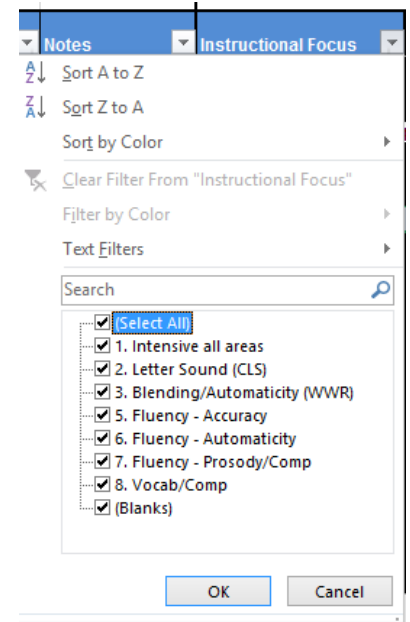 Notes Instructional Focus
Sort A to Z
Sort Z to A
Sort by Color
Clear Filter From "Instructional Focus"
Filter by Color
Text Filters
Search
(Select All)
1. Intensive all areas
2. Letter Sound (CLS)
3. Blending/Automaticity (WWR)
5. Fluency - Accuracy
6. Fluency - Automaticity
7. Fluency - Prosody/Comp
8. Vocab/Comp
(Blanks)
OK Cancel